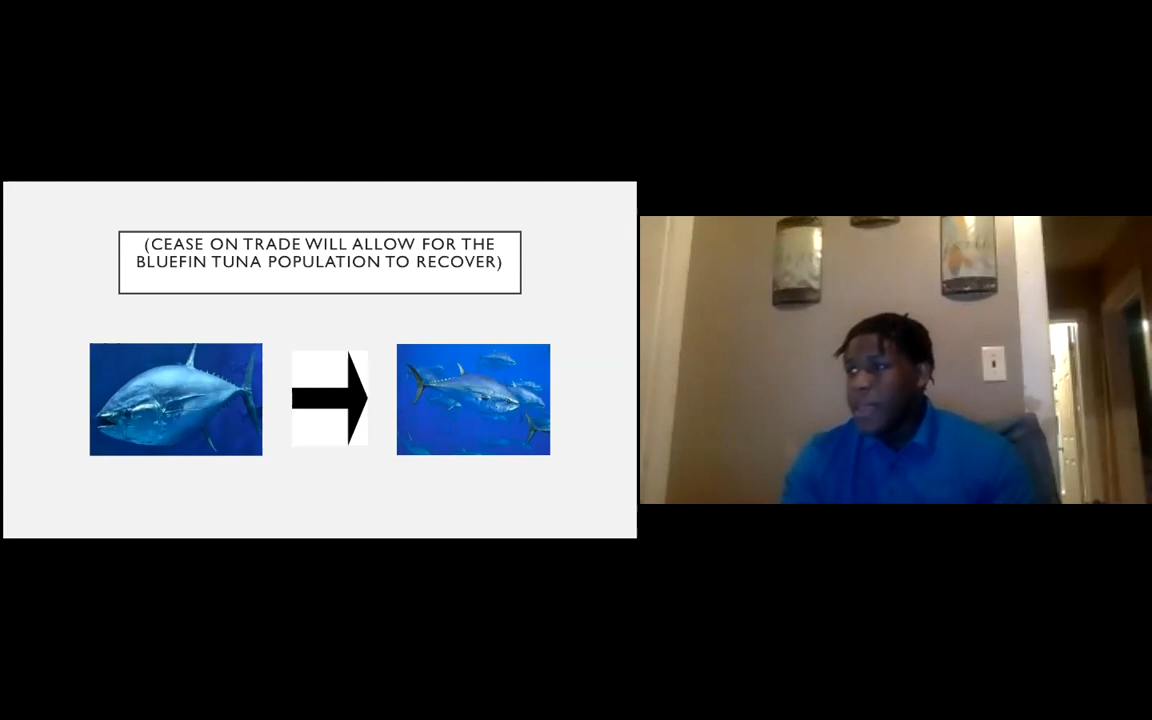 (CEASE ON TRADE WILL ALLOW FOR THE
BLUEFIN TUNA POPULATION TO RECOVER)